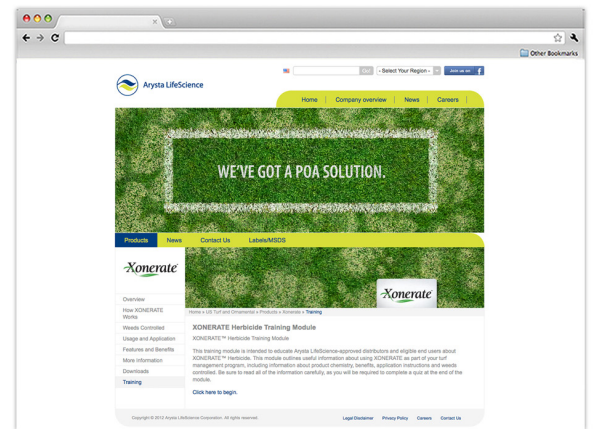 Other Bookmarks
Go!
- Select Your Region -
Join us on f
Arysta LifeScience
Home | Company overview | News | Careers |
WE'VE GOT A POA SOLUTION.
Products News Contact Us Labels/MSDS
Xonerate
Xonerate
Overview
How XONERATE
Works
Weeds Controlled
Usage and Application
Features and Benefits
More information
Downloads
Training
Home » US Turf and Ornamental » Products » Xonerate » Training
XONERATE Herbicide Training Module
XONERATE™ Herbicide Training Module
This training module is intended to educate Arysta LifeScience-approved distributors and eligible end users about
XONERATE™ Herbicide. This module outlines useful information about using XONERATE as part of your turf
management program, including information about product chemistry, benefits, application instructions and weeds
controlled. Be sure to read all of the information carefully, as you will be required to complete a quiz at the end of the
module.
Click here to begin.
Copyright © 2012 Arysta LifeScience Corporation. All rights reserved.
Legal Disclaimer Privacy Policy Careers Contact Us